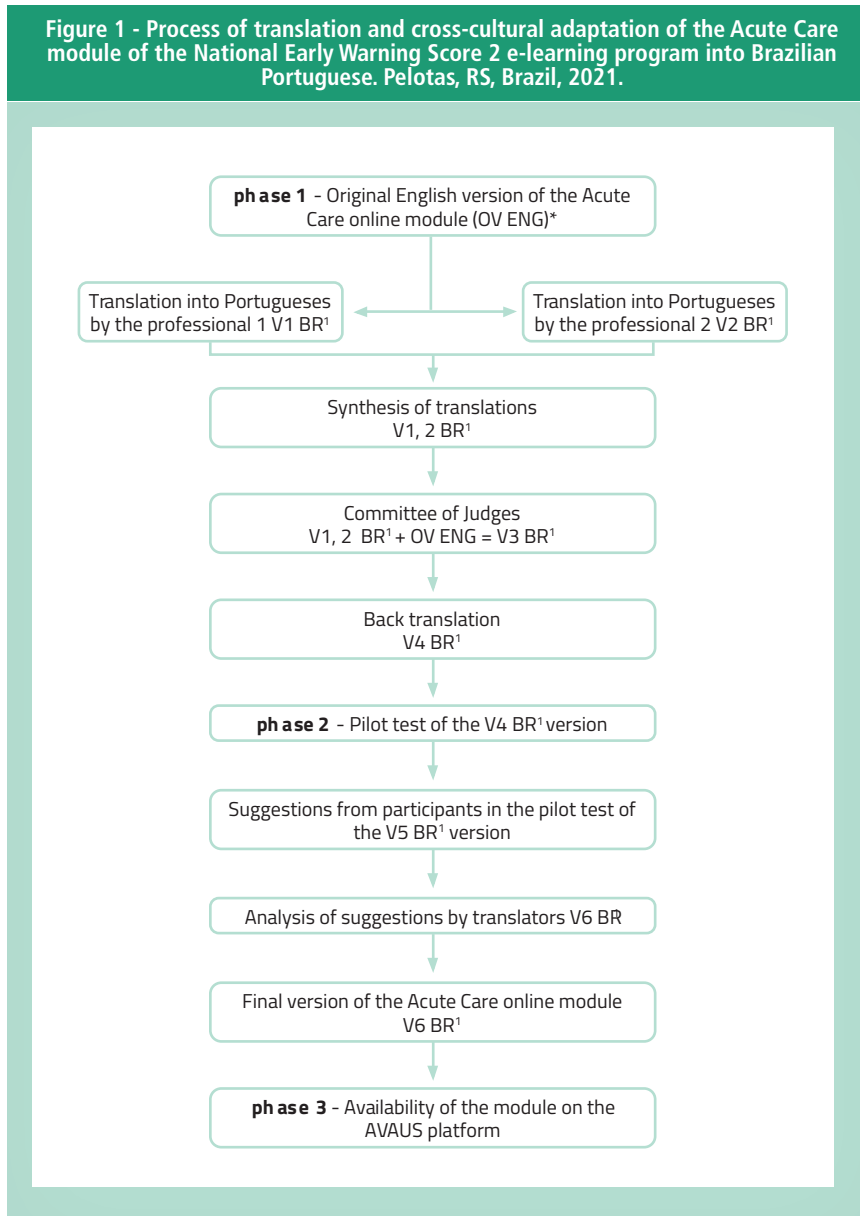 Figure 1 - Process of translation and cross-cultural adaptation of the Acute Care
module of the National Early Warning Score 2 e-learning program into Brazilian
Portuguese. Pelotas, RS, Brazil, 2021.
phase 1 - Original English version of the Acute
Care online module (OV ENG)*
Translation into Portugueses
by the professional 1 V1 BR¹
Translation into Portugueses
by the professional 2 V2 BR¹
Synthesis of translations
V1, 2 BR¹
Committee of Judges
V1, 2 BR¹ + OV ENG = V3 BR¹
Back translation
V4 BR¹
phase 2 - Pilot test of the V4 BR¹ version
Suggestions from participants in the pilot test of
the V5 BR¹ version
Analysis of suggestions by translators V6 BR¹
Final version of the Acute Care online module
V6 BR¹
phase 3 - Availability of the module on the
AVAUS platform